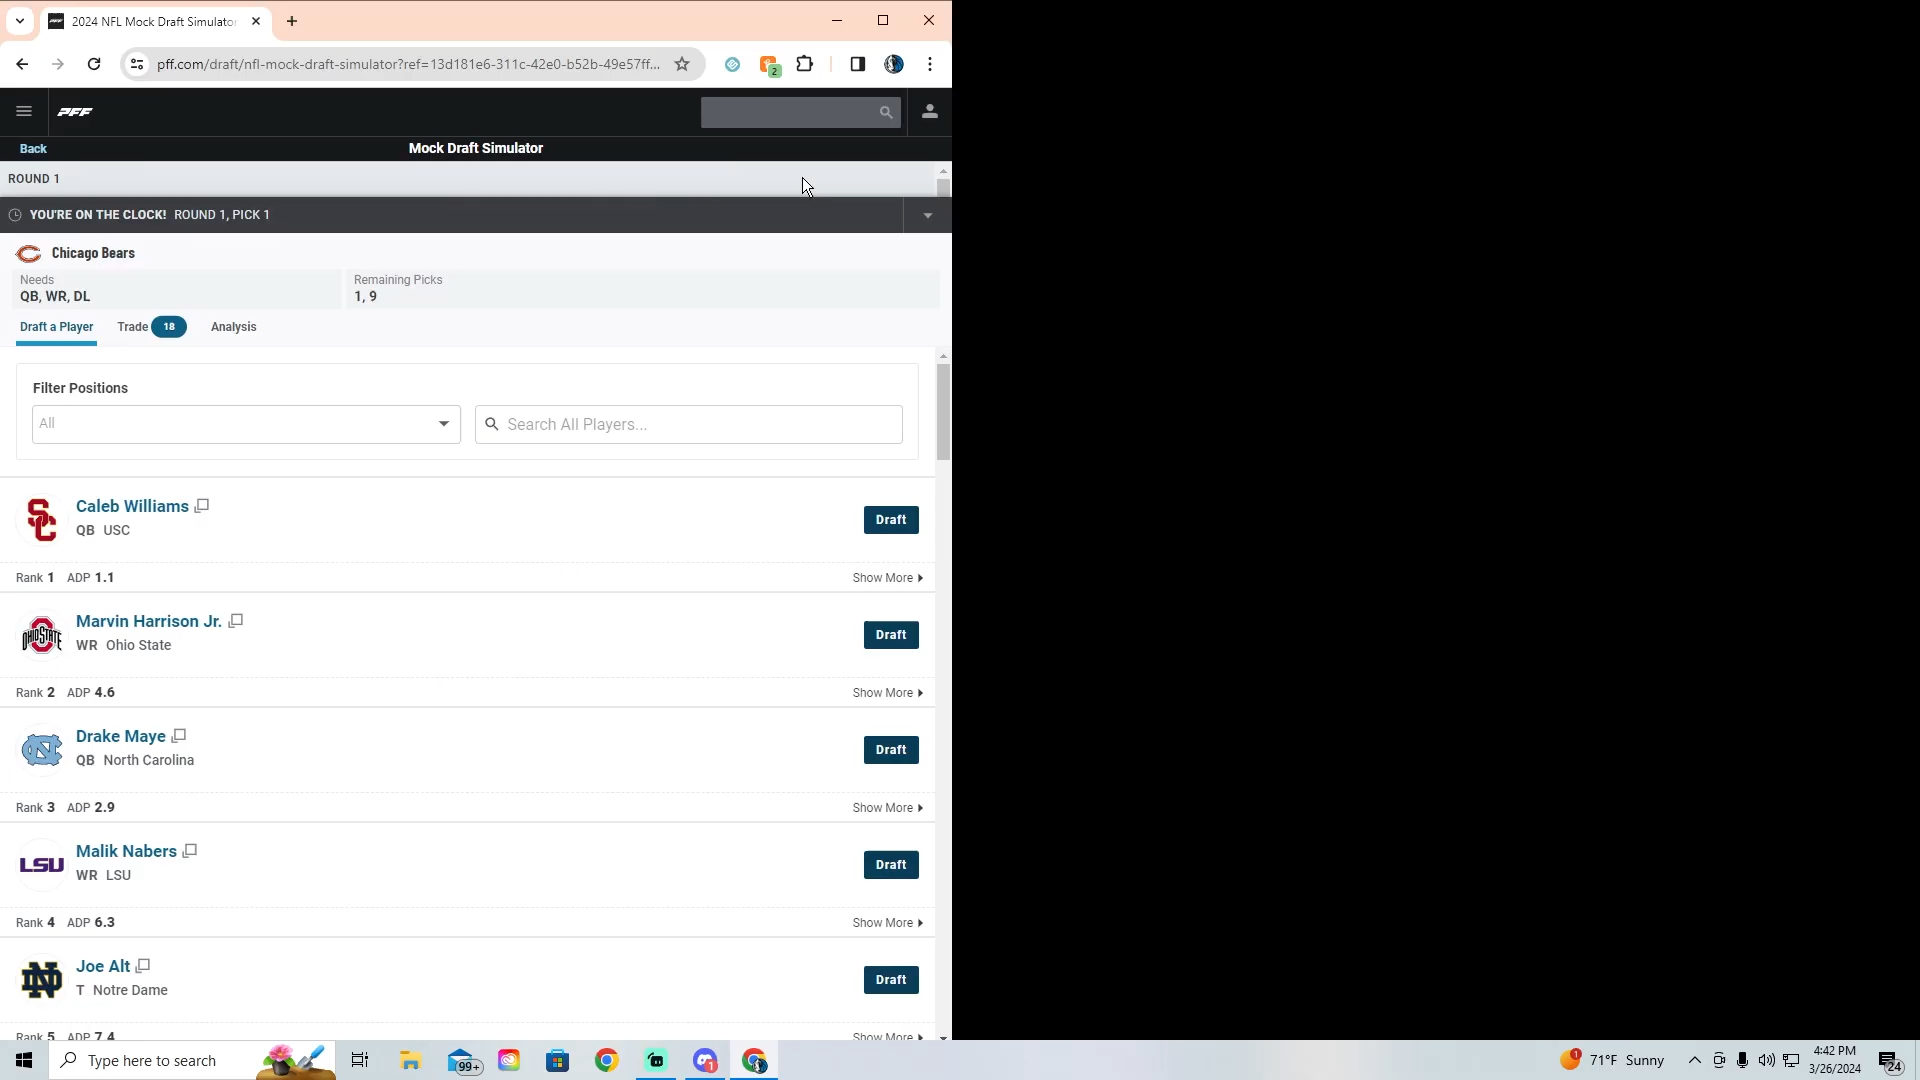 2024 NFL Mock Draft Simulator
pff.com/draft/nfl-mock-draft-simulator?ref=13d181e6-311c-42e0-b52b-49e57ff...
2
PFF
Back
Mock Draft Simulator
ROUND 1
YOU'RE ON THE CLOCK! ROUND 1, PICK 1
Chicago Bears
Needs
QB, WR, DL
Remaining Picks
1, 9
Draft a Player
Trade 18
Analysis
Filter Positions
All
Search All Players...
Caleb Williams
QB USC
Draft
Rank 1 ADP 1.1
Show More
OHIO STATE
Marvin Harrison Jr.
WR Ohio State
Draft
Rank 2 ADP 4.6
Show More
Drake Maye
QB North Carolina
Draft
Rank 3 ADP 2.9
Show More
LSU
Malik Nabers
WR LSU
Draft
Rank 4 ADP 6.3
Show More
Joe Alt
T Notre Dame
Draft
Rank 5 ADP 7.4
Show More
Type here to search
99+
1
1
71°F Sunny
4:42 PM
3/26/2024
24